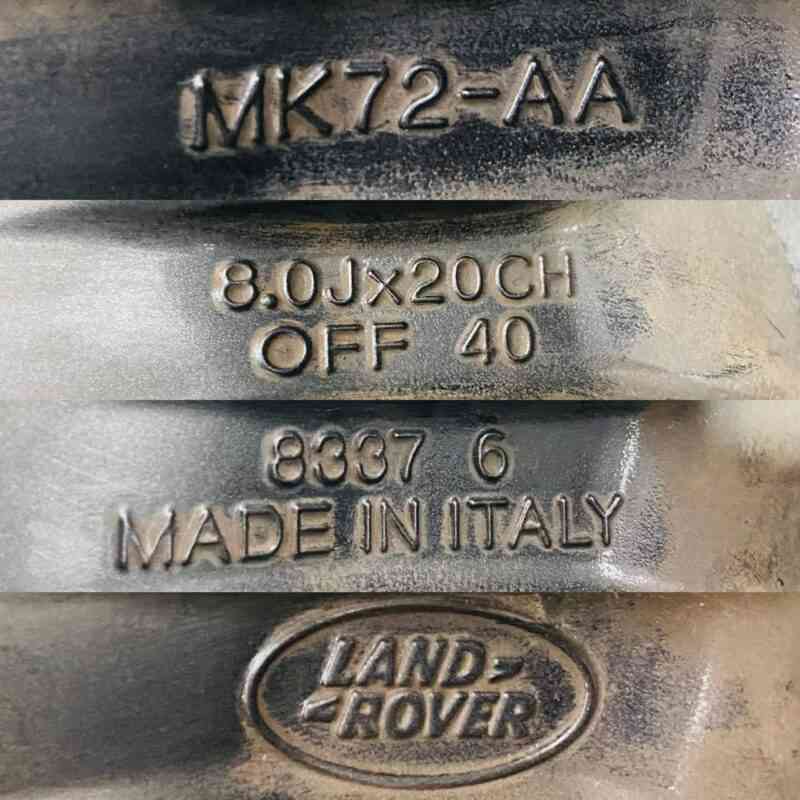 MK72-AA
8.0Jx20CH
OFF 40
8337 6
MADE IN ITALY
LAND
ROVER